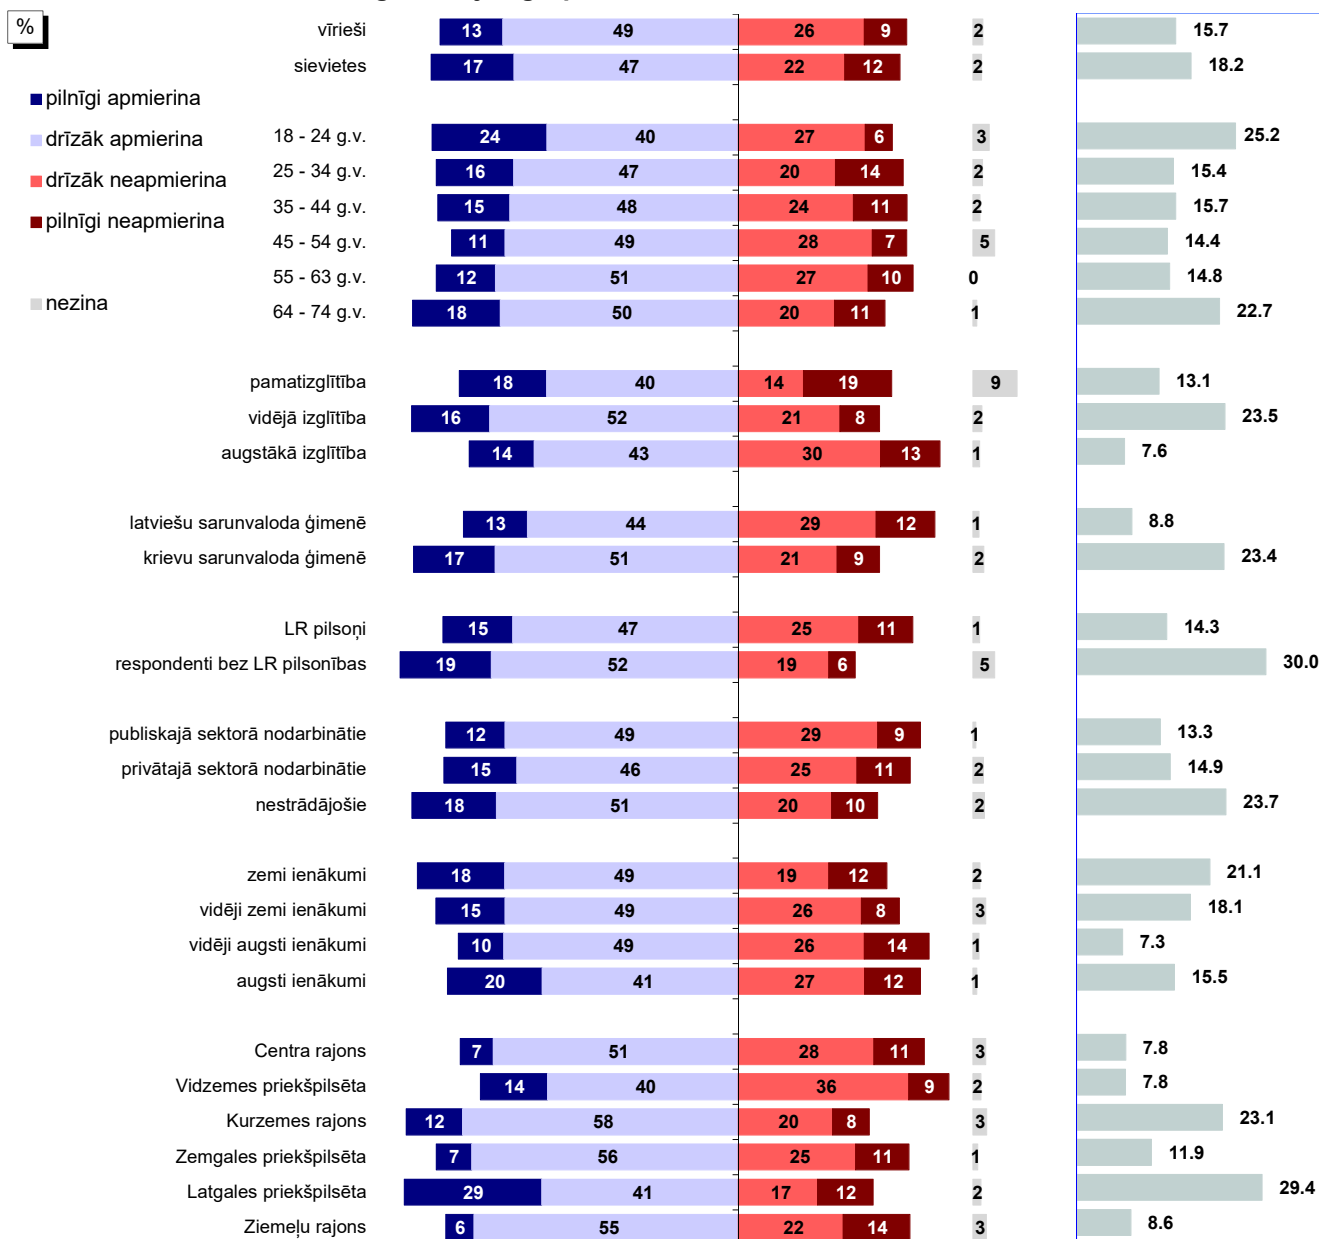 %
pilnīgi apmierina
drīzāk apmierina
drīzāk neapmierina
pilnīgi neapmierina
nezina
vīrieši 13 49 26 9 2 15.7
sievietes 17 47 22 12 2 18.2
18 - 24 g.v. 24 40 27 6 3 25.2
25 - 34 g.v. 16 47 20 14 2 15.4
35 - 44 g.v. 15 48 24 11 2 15.7
45 - 54 g.v. 11 49 28 7 5 14.4
55 - 63 g.v. 12 51 27 10 0 14.8
64 - 74 g.v. 18 50 20 11 1 22.7
pamatizglītība 18 40 14 19 9 13.1
vidējā izglītība 16 52 21 8 2 23.5
augstākā izglītība 14 43 30 13 1 7.6
latviešu sarunvaloda ģimenē 13 44 29 12 1 8.8
krievu sarunvaloda ģimenē 17 51 21 9 2 23.4
LR pilsoņi 15 47 25 11 1 14.3
respondenti bez LR pilsonības 19 52 19 6 5 30.0
publiskajā sektorā nodarbinātie 12 49 29 9 1 13.3
privātajā sektorā nodarbinātie 15 46 25 11 2 14.9
nestrādājošie 18 51 20 10 2 23.7
zemi ienākumi 18 49 19 12 2 21.1
vidēji zemi ienākumi 15 49 26 8 3 18.1
vidēji augsti ienākumi 10 49 26 14 1 7.3
augsti ienākumi 20 41 27 12 1 15.5
Centra rajons 7 51 28 11 3 7.8
Vidzemes priekšpilsēta 14 40 36 9 2 7.8
Kurzemes rajons 12 58 20 8 3 23.1
Zemgales priekšpilsēta 7 56 25 11 1 11.9
Latgales priekšpilsēta 29 41 17 12 2 29.4
Ziemeļu rajons 6 55 22 14 3 8.6